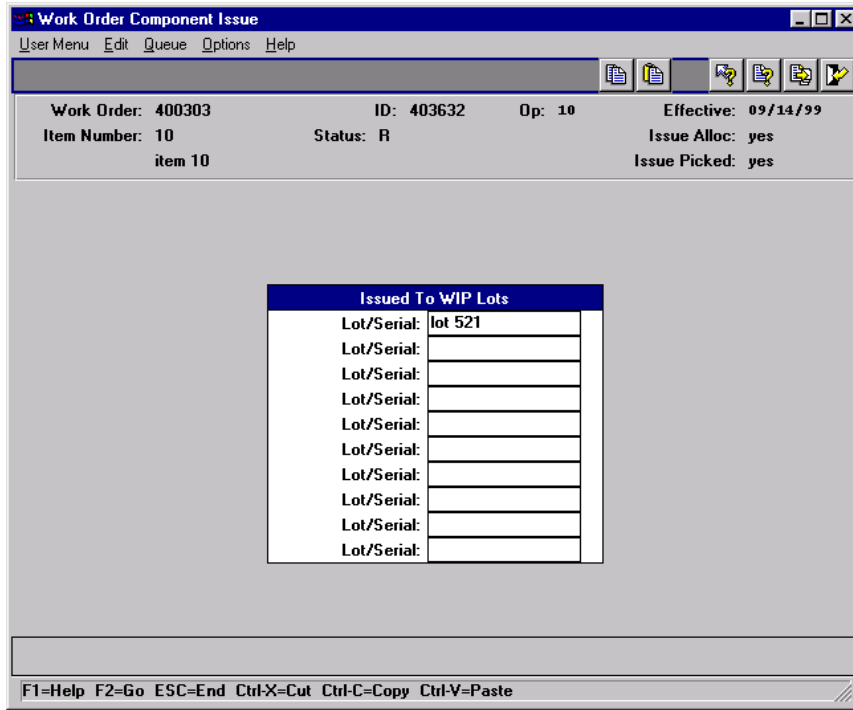 Work Order Component Issue
User Menu Edit Queue Options Help
Work Order: 400303 ID: 403632 Op: 10 Effective: 09/14/99
Item Number: 10 Status: R Issue Alloc: yes
item 10 Issue Picked: yes
Issued To WIP Lots
Lot/Serial: lot 521
Lot/Serial:
Lot/Serial:
Lot/Serial:
Lot/Serial:
Lot/Serial:
Lot/Serial:
Lot/Serial:
Lot/Serial:
Lot/Serial:
F1=Help F2=Go ESC=End Ctrl-X=Cut Ctrl-C=Copy Ctrl-V=Paste